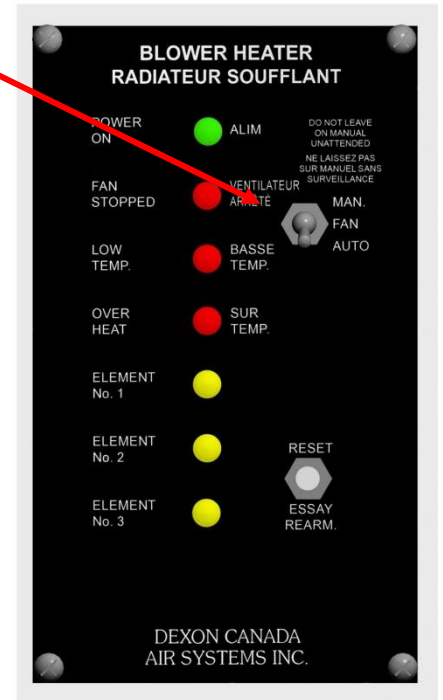 BLOWER HEATER
RADIATEUR SOUFFLANT
POWER
ON
ALIM
DO NOT LEAVE
ON MANUAL
UNATTENDED
NE LAISSEZ PAS
SUR MANUEL SANS
SURVEILLANCE
FAN
STOPPED
VENTILATEUR
ARRÊTÉ
MAN.
FAN
AUTO
LOW
TEMP.
BASSE
TEMP.
OVER
HEAT
SUR
TEMP.
ELEMENT
No. 1
ELEMENT
No. 2
ELEMENT
No. 3
RESET
ESSAY
REARM.
DEXON CANADA
AIR SYSTEMS INC.